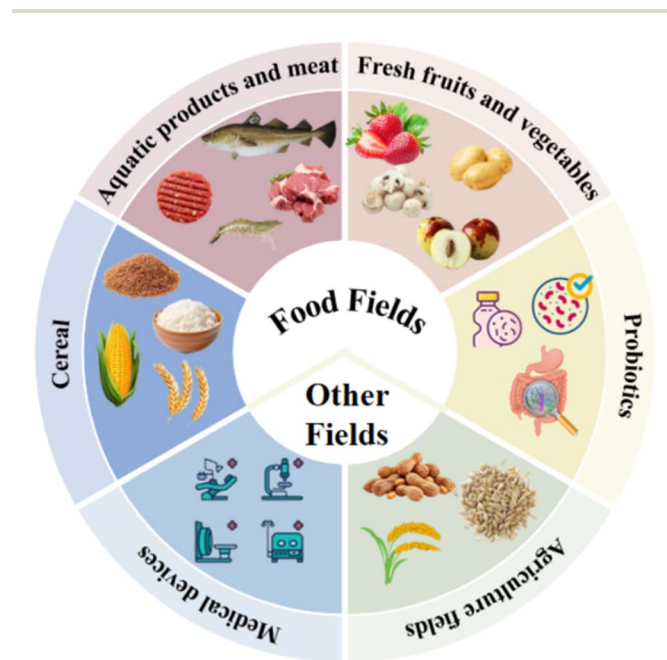 Aquatic products and meat
Fresh fruits and vegetables
Cereal
Food Fields
Probiotics
Other
Fields
Medical devices
Agriculture fields